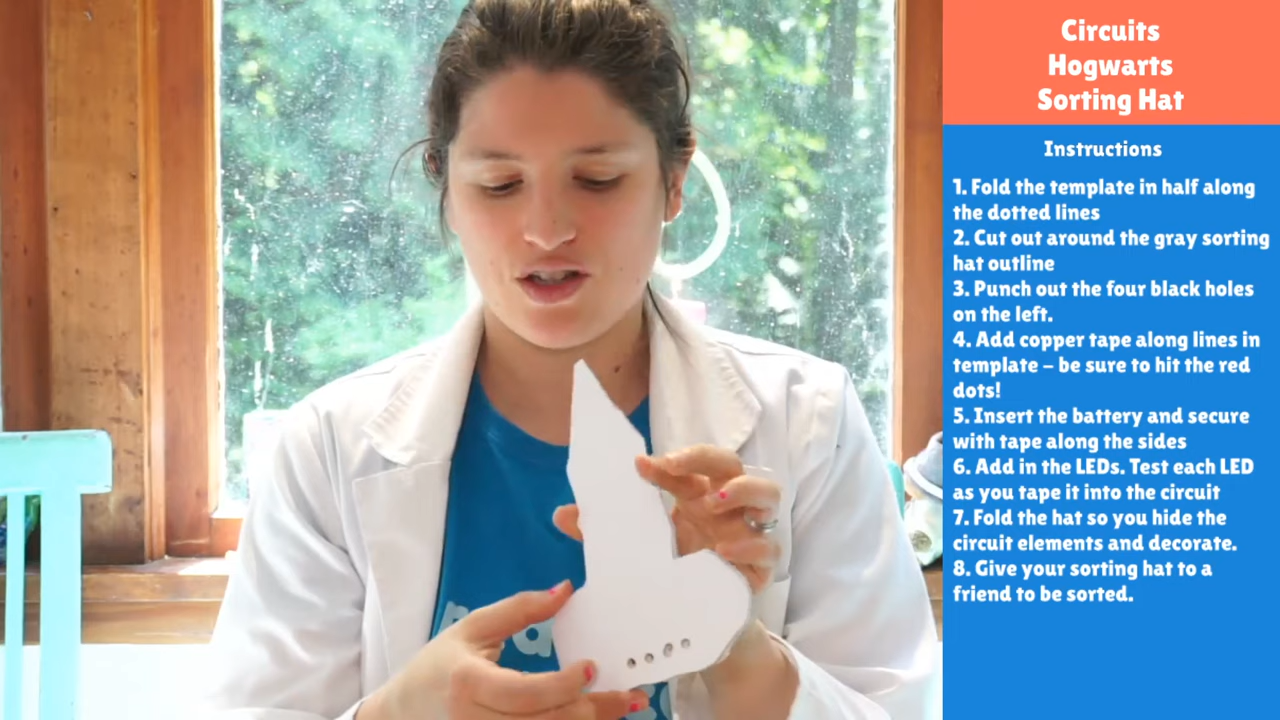 Circuits
Hogwarts
Sorting Hat
Instructions
1. Fold the template in half along
the dotted lines
2. Cut out around the gray sorting
hat outline
3. Punch out the four black holes
on the left.
4. Add copper tape along lines in
template – be sure to hit the red
dots!
5. Insert the battery and secure
with tape along the sides
6. Add in the LEDs. Test each LED
as you tape it into the circuit
7. Fold the hat so you hide the
circuit elements and decorate.
8. Give your sorting hat to a
friend to be sorted.